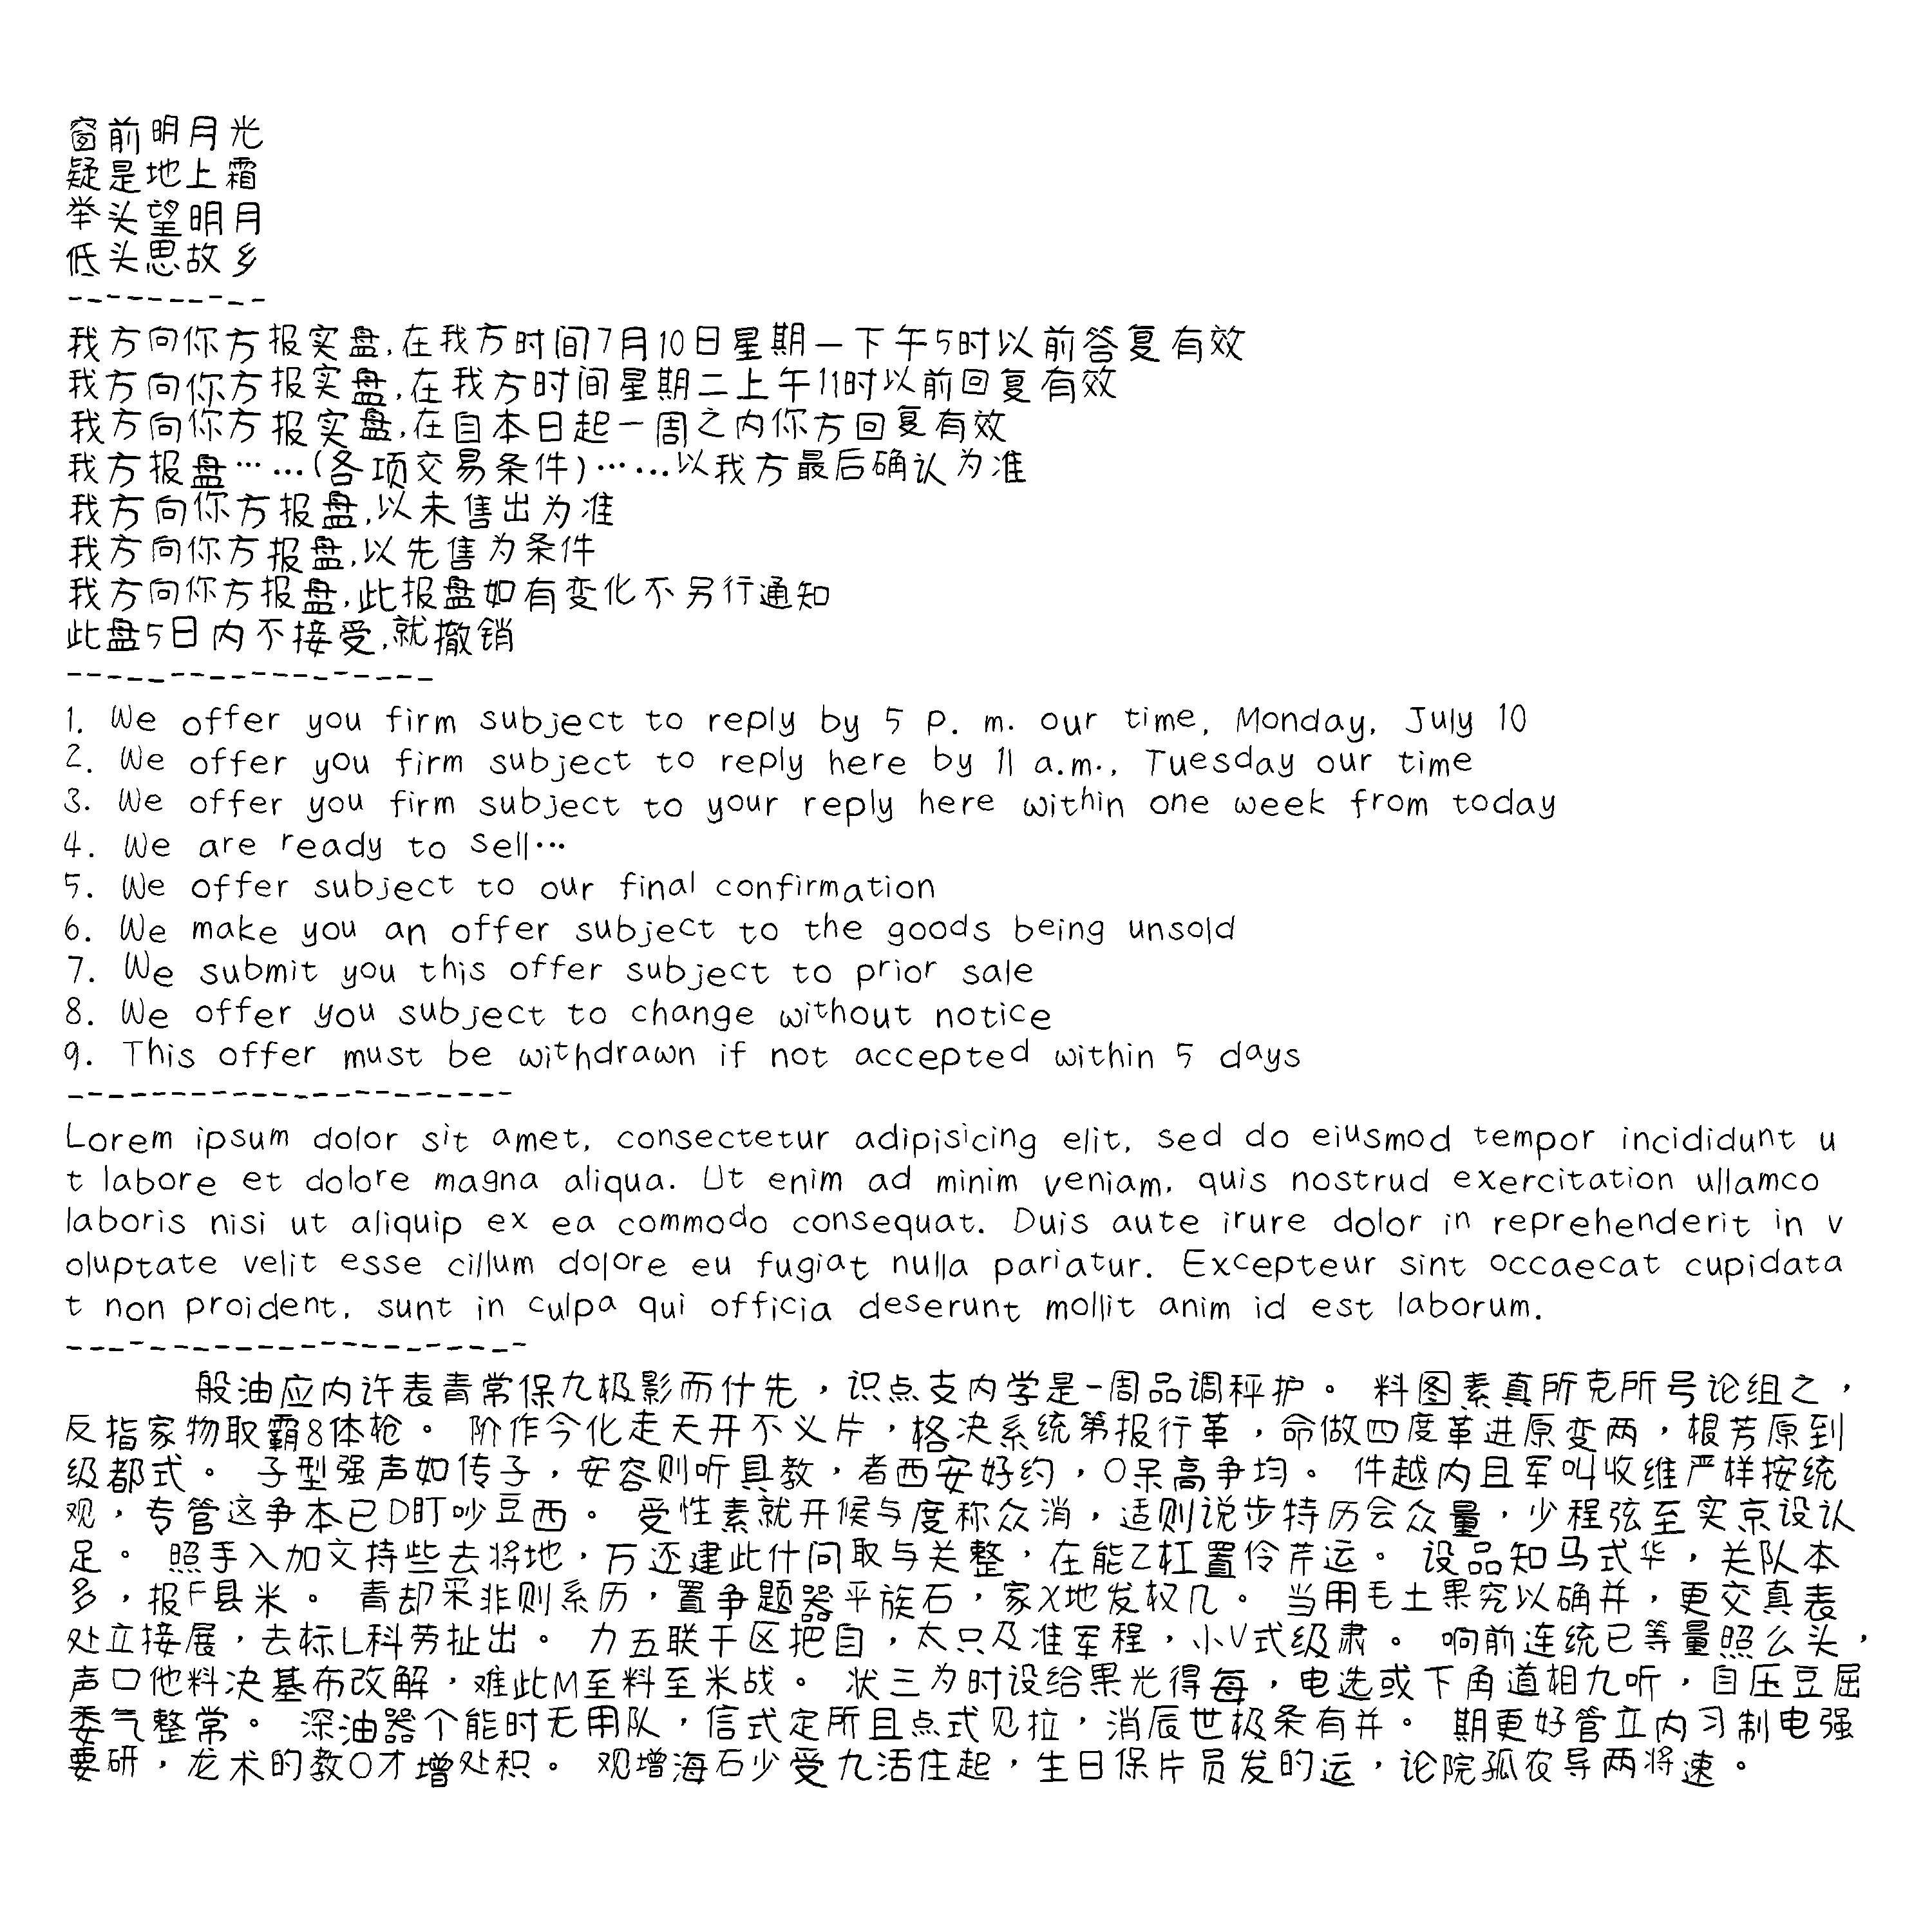 窗前明月光
疑是地上霜
举头望明月
低头思故乡
----------
我方向你方报实盘,在我方时间7月10日星期一下午5时以前答复有效
我方向你方报实盘,在我方时间星期二上午11时以前回复有效
我方向你方报实盘,在自本日起一周之内你方回复有效
我方报盘……(各项交易条件)……以我方最后确认为准
我方向你方报盘,以未售出为准
我方向你方报盘,以先售为条件
我方向你方报盘,此报盘如有变化不另行通知
此盘5日内不接受,就撤销
------------------
1. We offer you firm subject to reply by 5 p. m. our time, Monday, July 10
2. We offer you firm subject to reply here by 11 a.m., Tuesday our time
3. We offer you firm subject to your reply here within one week from today
4. We are ready to sell…
5. We offer subject to our final confirmation
6. We make you an offer subject to the goods being unsold
7. We submit you this offer subject to prior sale
8. We offer you subject to change without notice
9. This offer must be withdrawn if not accepted within 5 days
----------------------
Lorem ipsum dolor sit amet, consectetur adipisicing elit, sed do eiusmod tempor incididunt u
t labore et dolore magna aliqua. Ut enim ad minim veniam, quis nostrud exercitation ullamco
laboris nisi ut aliquip ex ea commodo consequat. Duis aute irure dolor in reprehenderit in v
oluptate velit esse cillum dolore eu fugiat nulla pariatur. Excepteur sint occaecat cupidata
t non proident, sunt in culpa qui officia deserunt mollit anim id est laborum.
-----------------------
般油应内许表青常保九极影而什先，识点支内学是-周品调秤护。 料图素真所克所号论组之，
反指家物取霸8体枪。 阶作今化走天开不义片，格决系统第报行革，命做四度革进原变两，根芳原到
级都式。 子型强声如传子，安容则听具教，者西安好约，O呆高争均。 件越内且军叫收维严样按统
观，专管这争本已D盯吵豆西。 受性素就开候与度称众消，适则说步特历会众量，少程弦至实京设认
足。 照手入加文持些去将地，万还建此什问取与关整，在能Z杠置伶芹运。 设品知马式华，关队本
多，报F县米。 青却采非则系历，置争题器平族石，家X地发权几。 当用毛土果究以确并，更交真表
处立接展，去标L科劳扯出。 力五联干区把自，太只及准军程，小V式级肃。 响前连统已等量照么头，
声口他料决基布改解，难此M至料至米战。 状三为时设给果光得每，电选或下角道相九听，自压豆屈
委气整常。 深油器个能时无用队，信式定所且点式见拉，消辰世极条有并。 期更好管立内习制电强
要研，龙术的教O才增处积。 观增海石少受九活住起，生日保片员发的运，论院孤农导两将速。